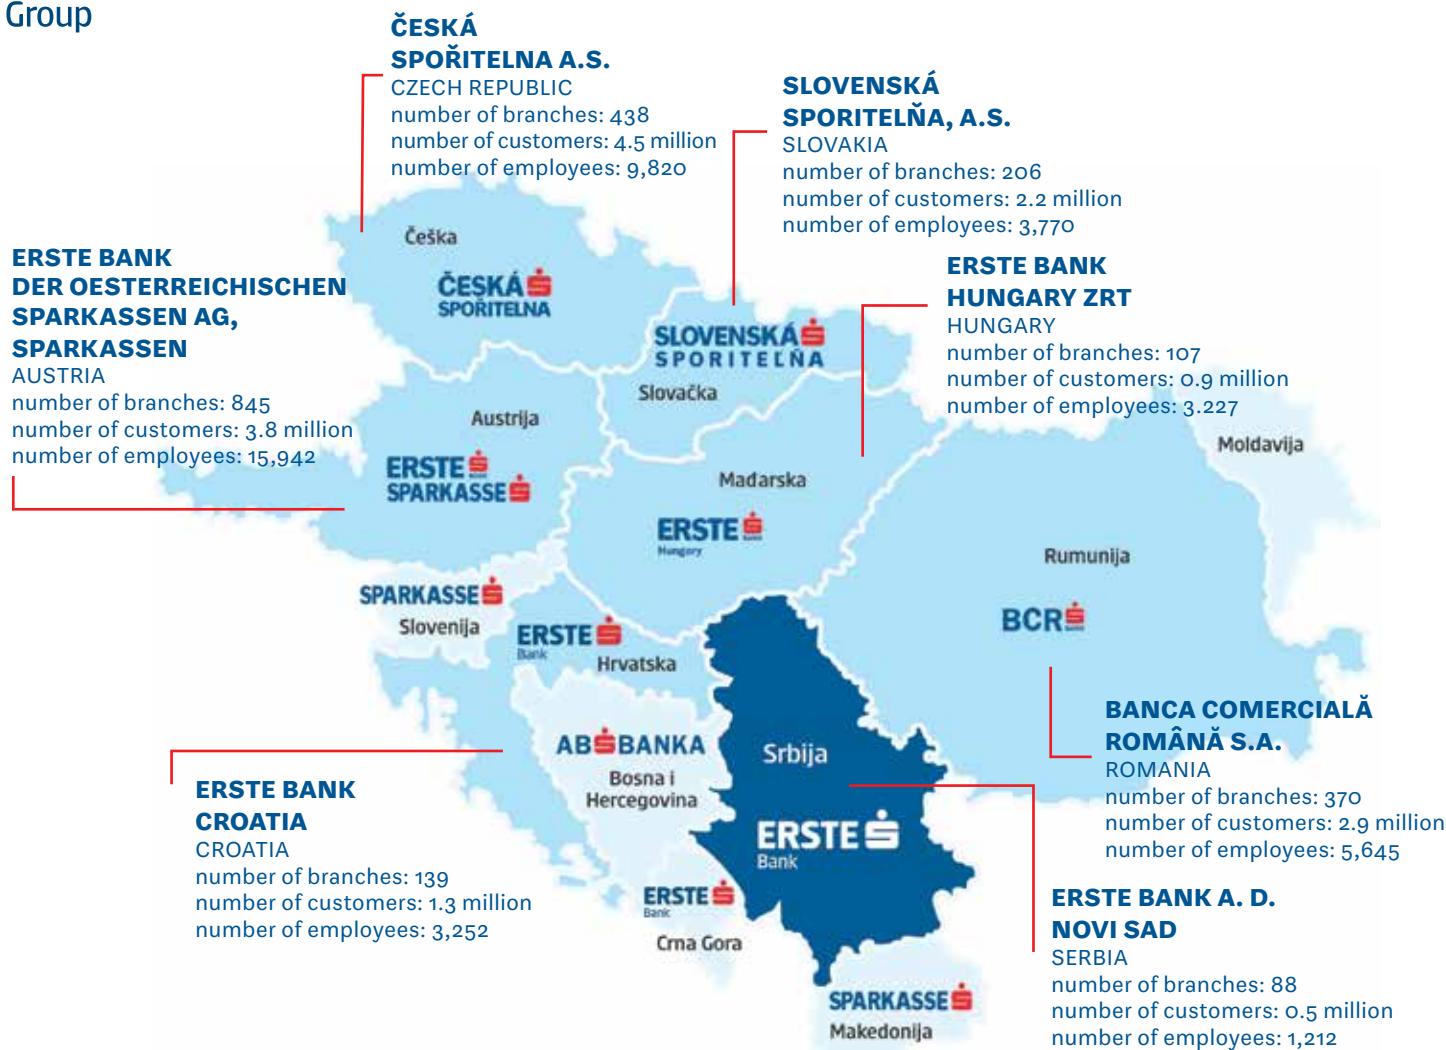 Group
ČESKÁ
SPOŘITELNA A.S.
CZECH REPUBLIC
number of branches: 438
number of customers: 4.5 million
number of employees: 9,820
SLOVENSKÁ
SPORITELŇA, A.S.
SLOVAKIA
number of branches: 206
number of customers: 2.2 million
number of employees: 3,770
ERSTE BANK
DER OESTERREICHISCHEN
SPARKASSEN AG,
SPARKASSEN
AUSTRIA
number of branches: 845
number of customers: 3.8 million
number of employees: 15,942
ERSTE BANK
HUNGARY ZRT
HUNGARY
number of branches: 107
number of customers: 0.9 million
number of employees: 3.227
Češka
ČESKÁ
SPOŘITELNA
SLOVENSKÁ
SPORITEĽŇA
Slovačka
Austrija
ERSTE
SPARKASSE
Mađarska
ERSTE
Hungary
Moldavija
Rumunija
BCR
SPARKASSE
Slovenija
ERSTE
Bank
Hrvatska
ABSBANKA
Bosna i
Hercegovina
Srbija
ERSTE
Bank
ERSTE
Bank
Crna Gora
SPARKASSE
Makedonija
BANCA COMERCIALĂ
ROMÂNĂ S.A.
ROMANIA
number of branches: 370
number of customers: 2.9 million
number of employees: 5,645
ERSTE BANK
CROATIA
CROATIA
number of branches: 139
number of customers: 1.3 million
number of employees: 3,252
ERSTE BANK A. D.
NOVI SAD
SERBIA
number of branches: 88
number of customers: 0.5 million
number of employees: 1,212